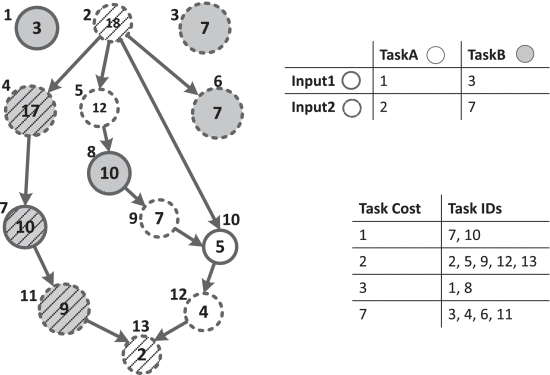 1 3
2 18
3 7
4 17
5 12
6 7
8 10
7 10
9 7
10 5
11 9
12 4
13 2
TaskA TaskB
Input1 1 3
Input2 2 7
Task Cost Task IDs
1 7, 10
2 2, 5, 9, 12, 13
3 1, 8
7 3, 4, 6, 11